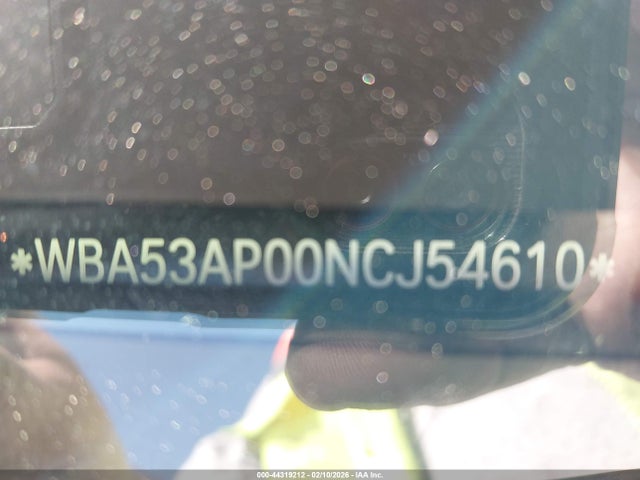 *WBA53AP00NCJ54610*
000-44319212 - 02/10/2026 - IAA Inc.